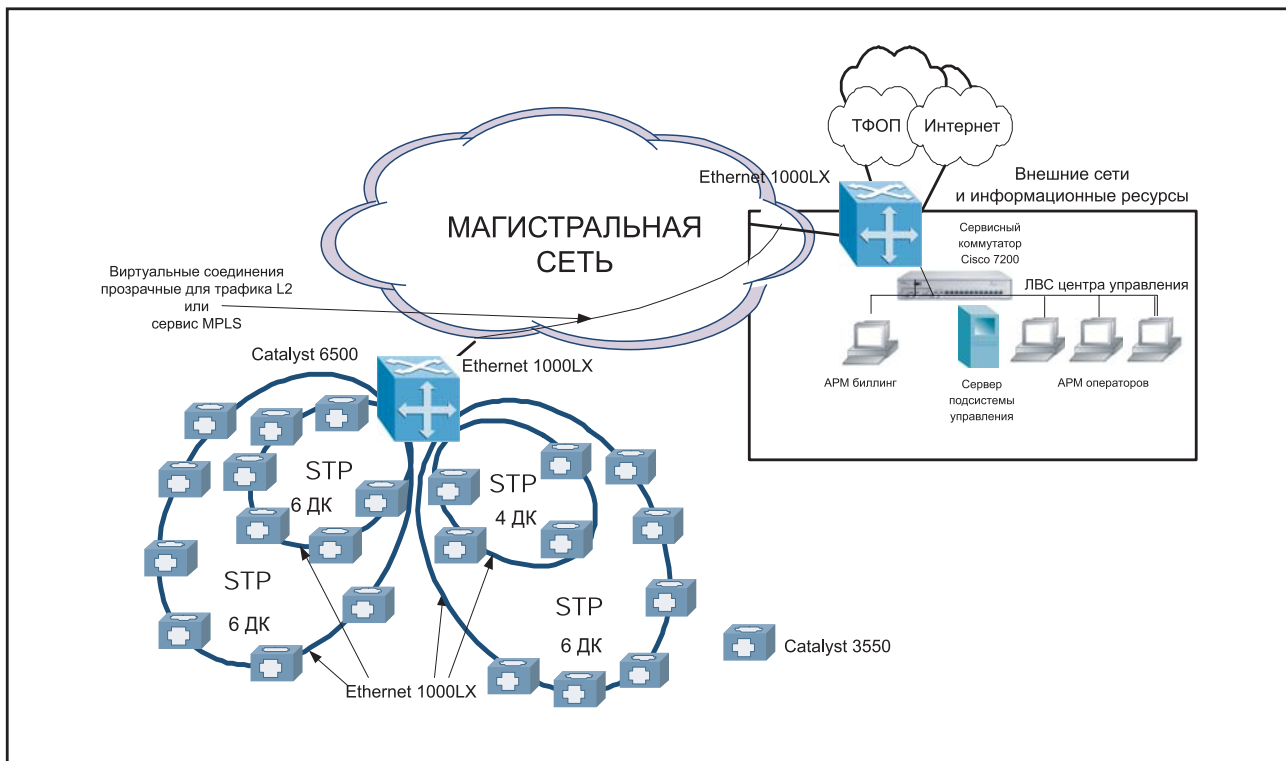 ТФОП
Интернет
Ethernet 1000LX
Внешние сети
и информационные ресурсы
МАГИСТРАЛЬНАЯ
СЕТЬ
Сервисный
коммутатор
Cisco 7200
Виртуальные соединения
прозрачные для трафика L2
или
сервис MPLS
ЛВС центра управления
Catalyst 6500
Ethernet 1000LX
АРМ биллинг
Сервер
подсистемы
управления
АРМ операторов
STP
6 ДК
STP
4 ДК
STP
6 ДК
STP
6 ДК
Catalyst 3550
Ethernet 1000LX